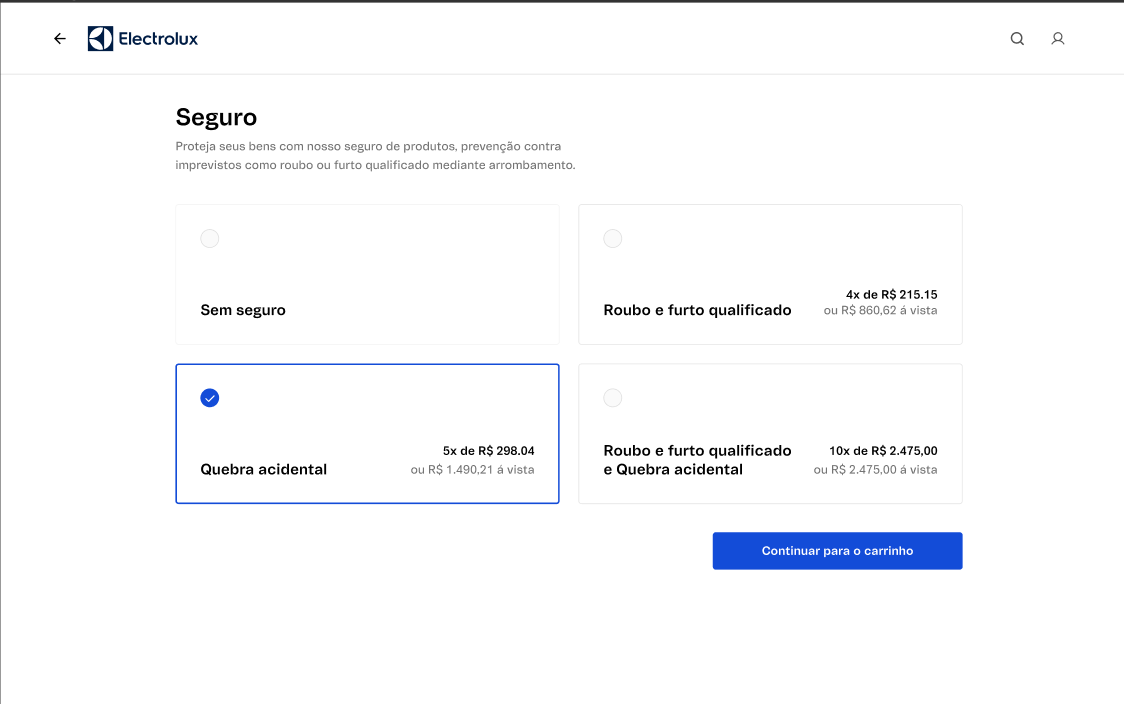 Electrolux
Seguro
Proteja seus bens com nosso seguro de produtos, prevenção contra
imprevistos como roubo ou furto qualificado mediante arrombamento.
Sem seguro
4x de R$ 215.15
Roubo e furto qualificado
ou R$ 860,62 á vista
5x de R$ 298.04
Quebra acidental
ou R$ 1.490,21 á vista
Roubo e furto qualificado
e Quebra acidental
10x de R$ 2.475,00
ou R$ 2.475,00 á vista
Continuar para o carrinho